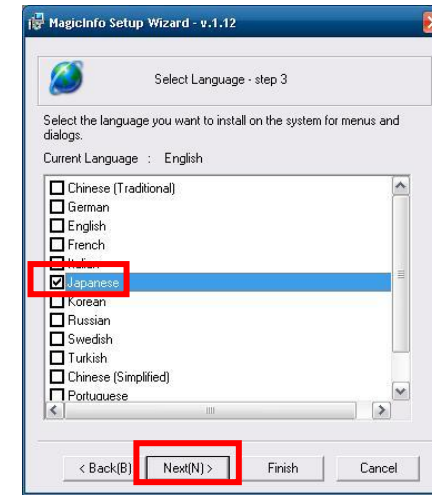 MagicInfo Setup Wizard - v.1.12
Select Language - step 3
Select the language you want to install on the system for menus and
dialogs.
Current Language : English
Chinese (Traditional)
German
English
French
Italian
Japanese
Korean
Russian
Swedish
Turkish
Chinese (Simplified)
Portuguese
< Back(B) Next(N) > Finish Cancel